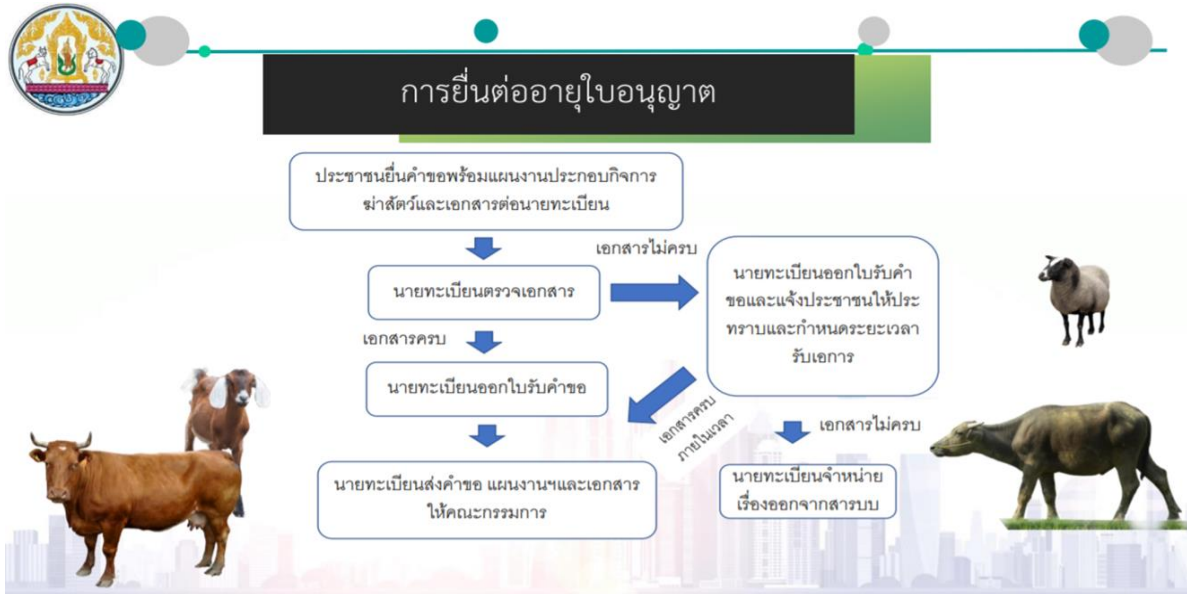 การยื่นต่ออายุใบอนุญาต
ประชาชนยื่นคำขอพร้อมแผนงานประกอบกิจการ
ฆ่าสัตว์และเอกสารต่อนายทะเบียน
เอกสารไม่ครบ
นายทะเบียนตรวจเอกสาร
นายทะเบียนออกใบรับคำ
ขอและแจ้งประชาชนให้ประ
ทราบและกำหนดระยะเวลา
รับเอการ
เอกสารครบ
นายทะเบียนออกใบรับคำขอ
เอกสารครบ
ภายในเวลา
เอกสารไม่ครบ
นายทะเบียนส่งคำขอ แผนงานฯและเอกสาร
ให้คณะกรรมการ
นายทะเบียนจำหน่าย
เรื่องออกจากสารบบ